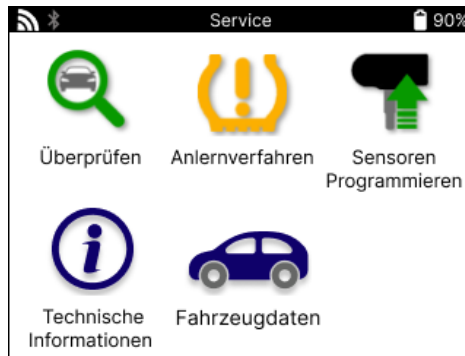 Service
90%
Überprüfen
Anlernverfahren
Sensoren
Programmieren
Technische
Informationen
Fahrzeugdaten